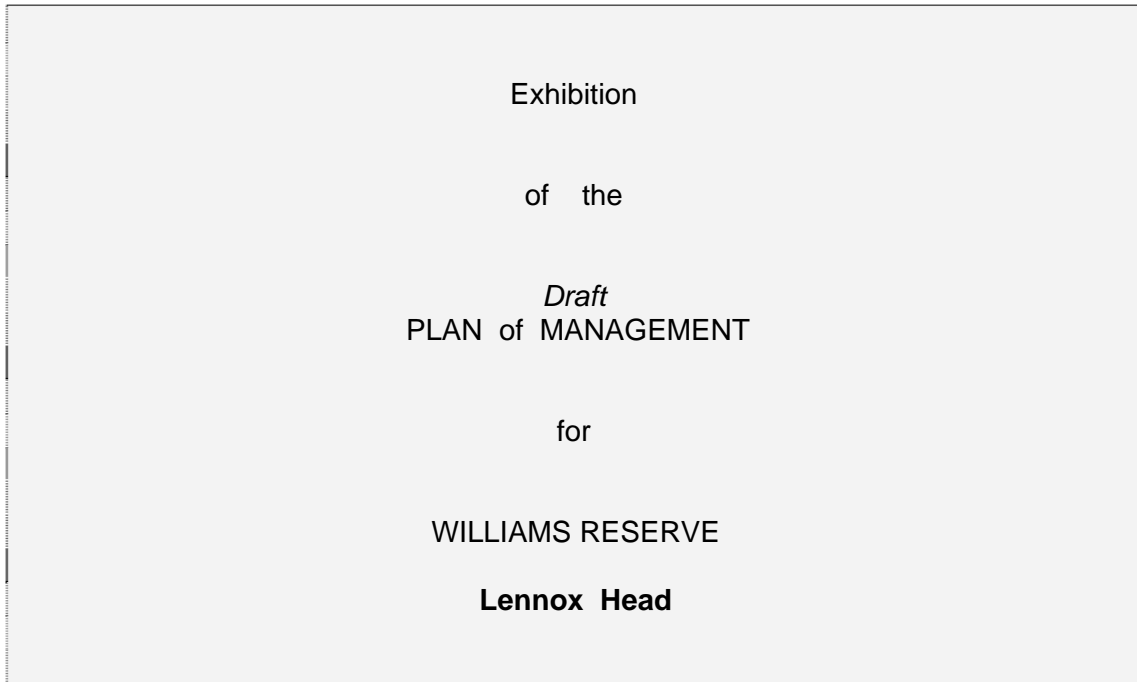 Exhibition
of the
Draft
PLAN of MANAGEMENT
for
WILLIAMS RESERVE
Lennox Head